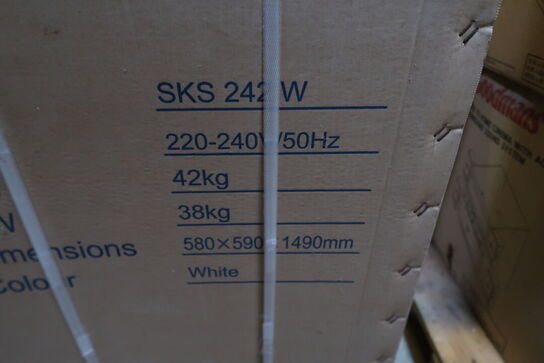 SKS 242 W
220-240V/50Hz
42kg
38kg
580×590 1490mm
mensions
White
Colour